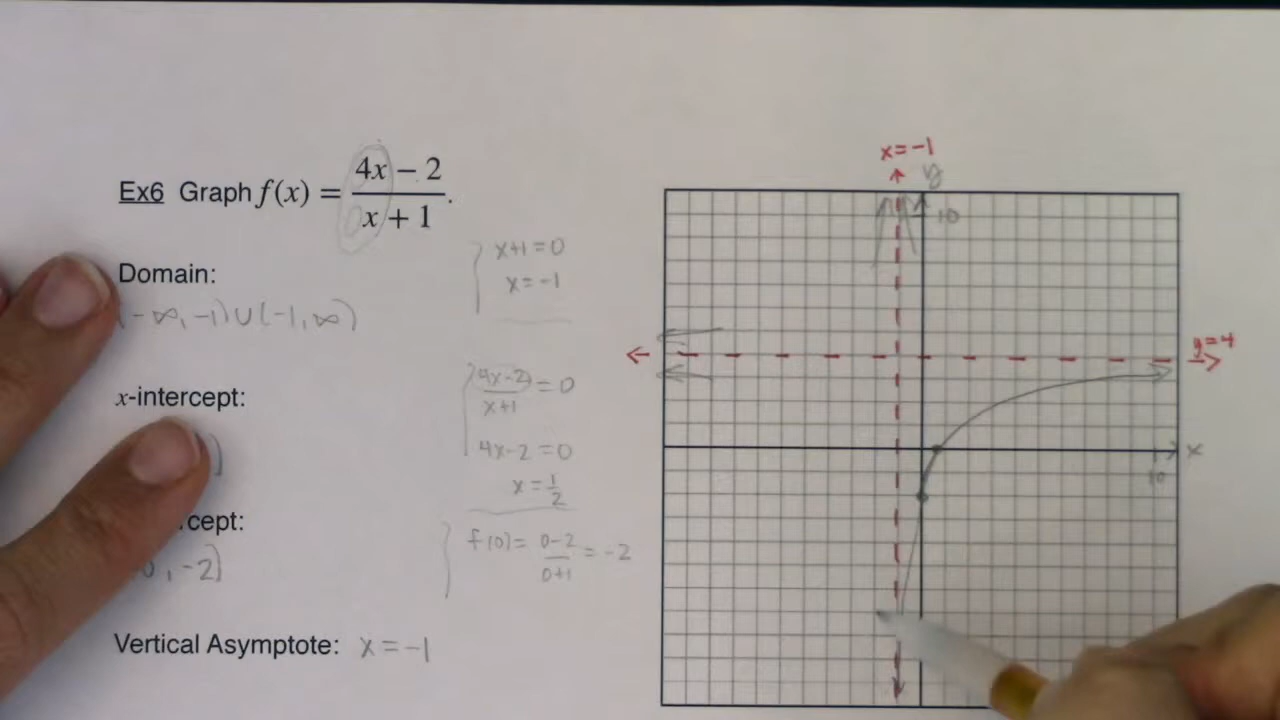 Ex6 Graph f(x) = (4x − 2)/(x + 1).
Domain:
(-∞,-1)∪(-1,∞)
x-intercept:
cept:
, -2)
Vertical Asymptote: x=-1
x+1=0
x=-1
(4x-2)/(x+1) =0
4x-2=0
x=1/2
f(0)= (0-2)/(0+1) =-2
x=-1
y
10
y=4
x
10